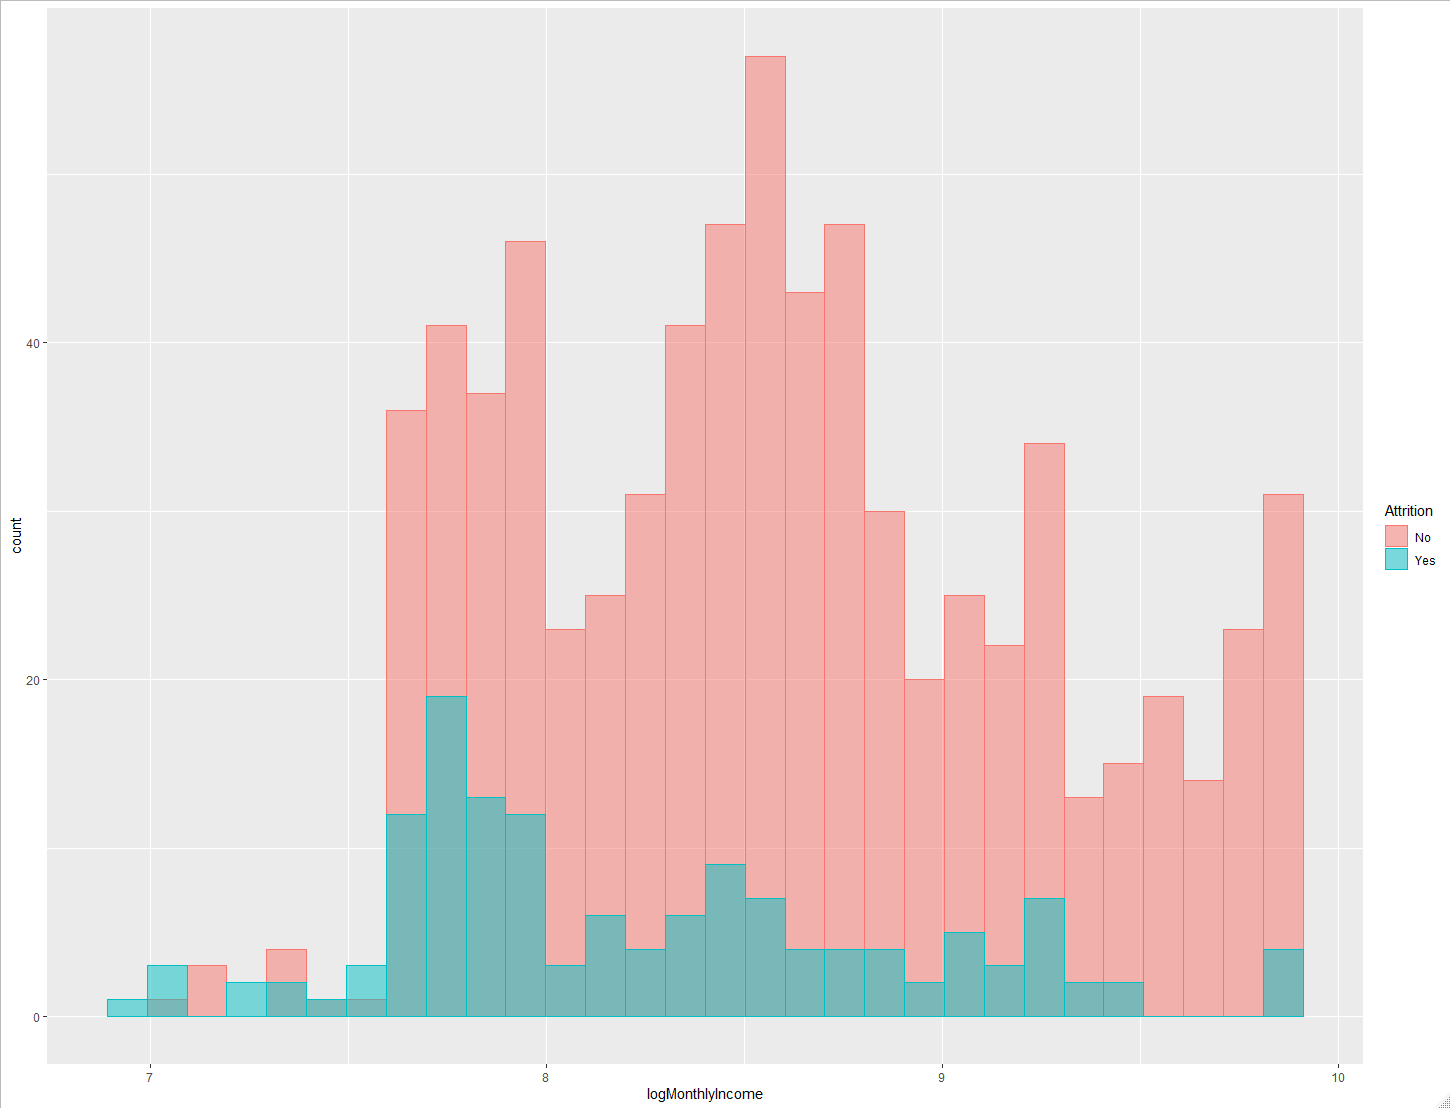 count
40
20
0
7
8
9
10
logMonthlyIncome
Attrition
No
Yes